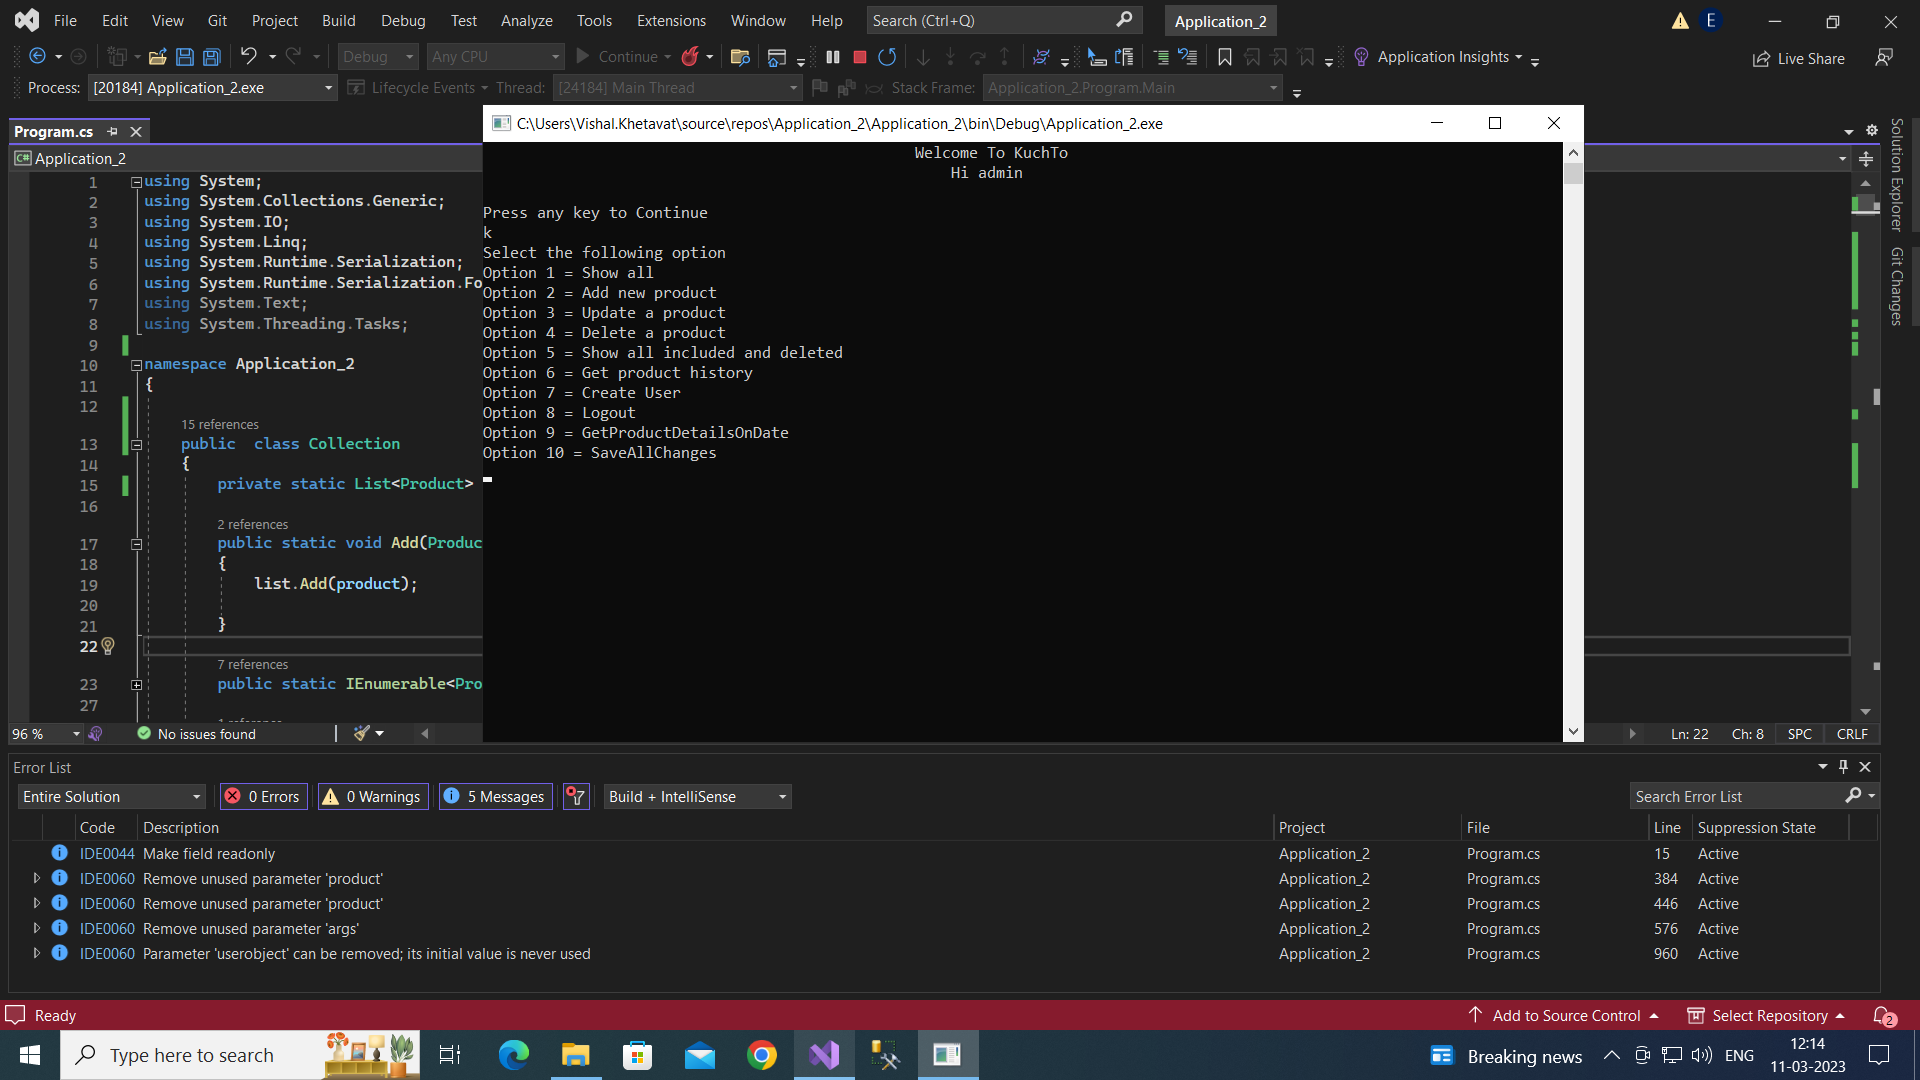 File Edit View Git Project Build Debug Test Analyze Tools Extensions Window Help Search (Ctrl+Q) Application_2 E
Debug Any CPU Continue Application Insights Live Share
Process: [20184] Application_2.exe Lifecycle Events Thread: [24184] Main Thread Stack Frame: Application_2.Program.Main
Program.cs
C# Application_2
1 using System;
2 using System.Collections.Generic;
3 using System.IO;
4 using System.Linq;
5 using System.Runtime.Serialization;
6 using System.Runtime.Serialization.Fo
7 using System.Text;
8 using System.Threading.Tasks;
9
10 namespace Application_2
11 {
12
15 references
13 public class Collection
14 {
15 private static List<Product>
16
2 references
17 public static void Add(Produc
18 {
19 list.Add(product);
20
21 }
22
7 references
23 public static IEnumerable<Pro
27
1 reference
C:\Users\Vishal.Khetavat\source\repos\Application_2\Application_2\bin\Debug\Application_2.exe
Welcome To KuchTo
Hi admin
Press any key to Continue
k
Select the following option
Option 1 = Show all
Option 2 = Add new product
Option 3 = Update a product
Option 4 = Delete a product
Option 5 = Show all included and deleted
Option 6 = Get product history
Option 7 = Create User
Option 8 = Logout
Option 9 = GetProductDetailsOnDate
Option 10 = SaveAllChanges
Solution Explorer
Git Changes
96 % No issues found Ln: 22 Ch: 8 SPC CRLF
Error List
Entire Solution 0 Errors 0 Warnings 5 Messages Build + IntelliSense Search Error List
Code Description Project File Line Suppression State
IDE0044 Make field readonly Application_2 Program.cs 15 Active
IDE0060 Remove unused parameter 'product' Application_2 Program.cs 384 Active
IDE0060 Remove unused parameter 'product' Application_2 Program.cs 446 Active
IDE0060 Remove unused parameter 'args' Application_2 Program.cs 576 Active
IDE0060 Parameter 'userobject' can be removed; its initial value is never used Application_2 Program.cs 960 Active
Ready Add to Source Control Select Repository 2
Type here to search Breaking news ENG 12:14
11-03-2023